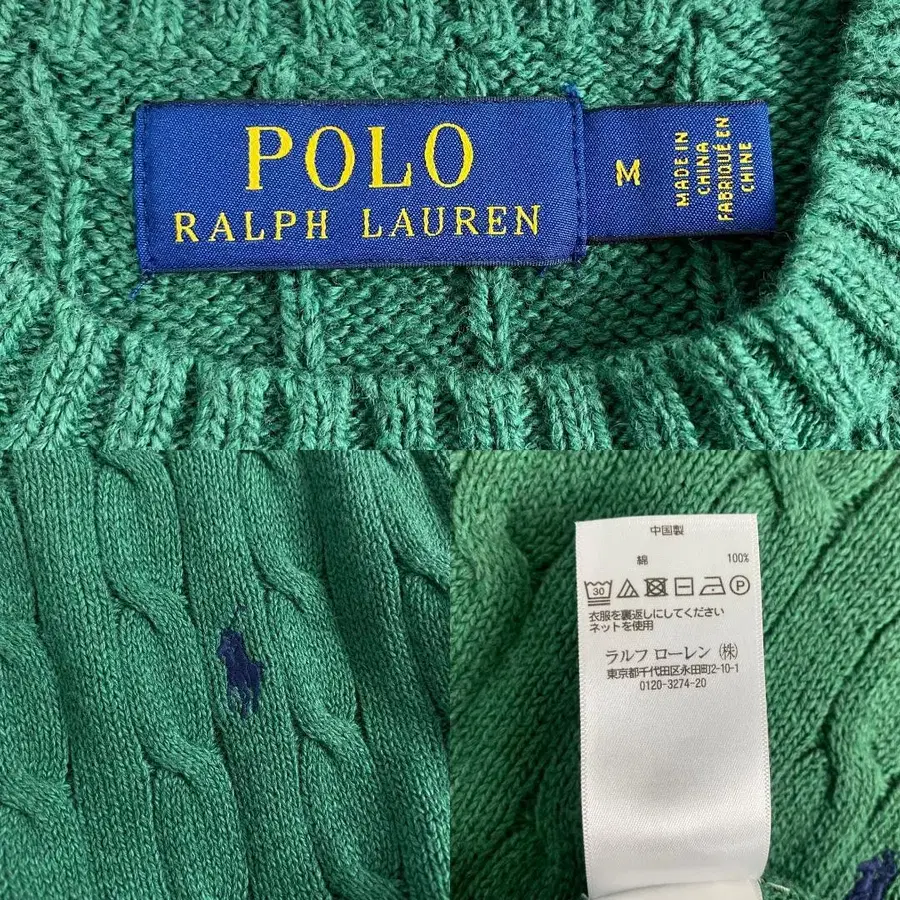 POLO
RALPH LAUREN
M
MADE IN
CHINA
FABRIQUÉ EN
CHINE
中国製
綿 100%
30
P
衣服を裏返しにしてください
ネットを使用
ラルフ ローレン (株)
東京都千代田区永田町2-10-1
0120-3274-20